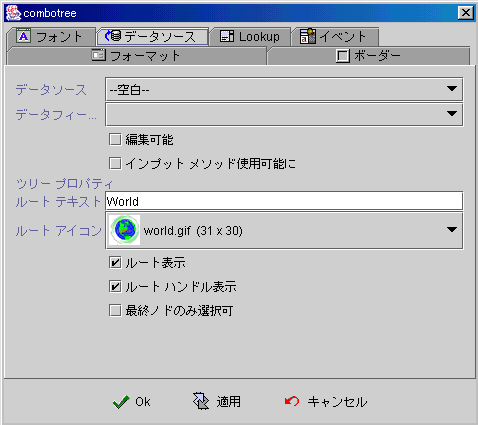 combotree
フォント データソース Lookup イベント
フォーマット ボーダー
データソース --空白--
データフィー...
編集可能
インプット メソッド使用可能に
ツリー プロパティ
ルート テキスト World
ルート アイコン world.gif (31 x 30)
ルート表示
ルート ハンドル表示
最終ノドのみ選択可
Ok 適用 キャンセル